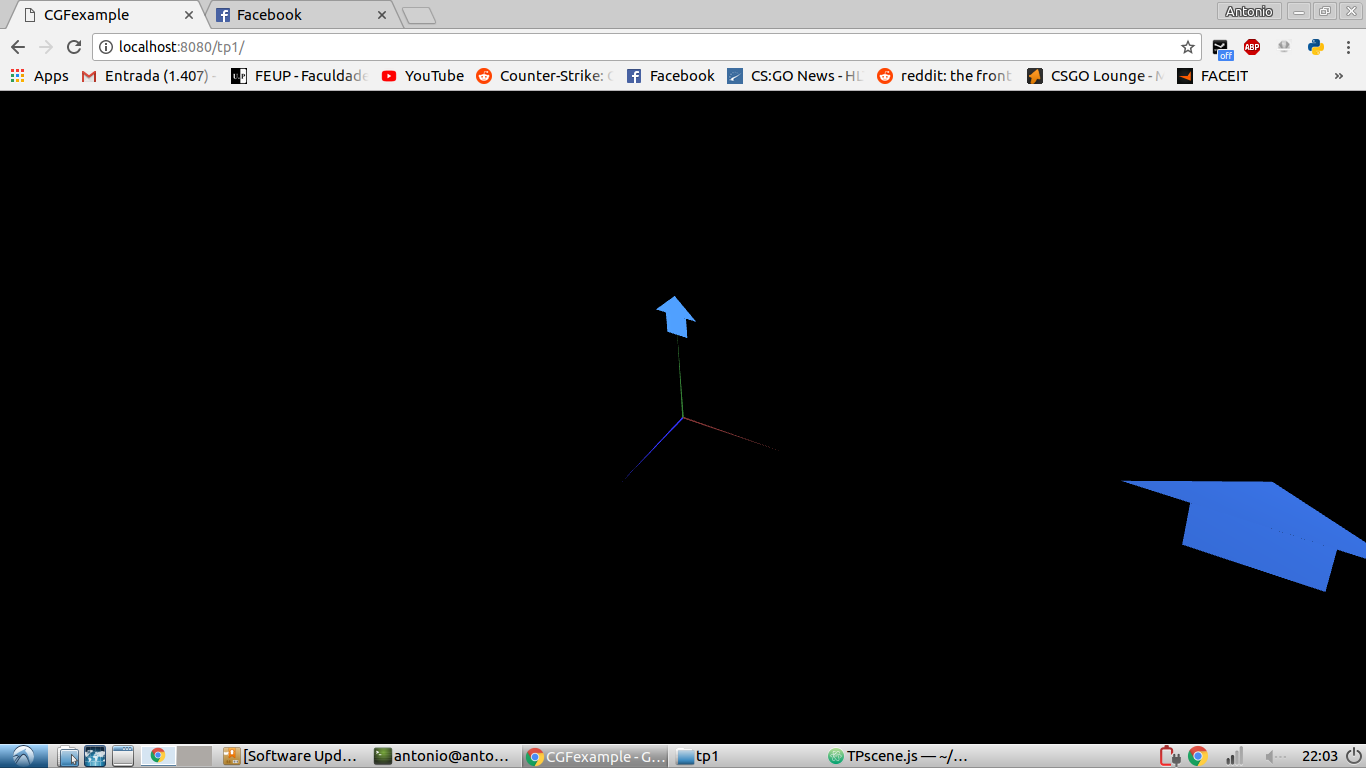 CGFexample
Facebook
Antonio
localhost:8080/tp1/
off
ABP
Apps
Entrada (1.407) -
FEUP - Faculdade
YouTube
Counter-Strike:
Facebook
CS:GO News - HL
reddit: the front
CSGO Lounge - M
FACEIT
»
[Software Upd...
antonio@anto...
CGFexample - G...
tp1
TPscene.js — ~/...
22:03